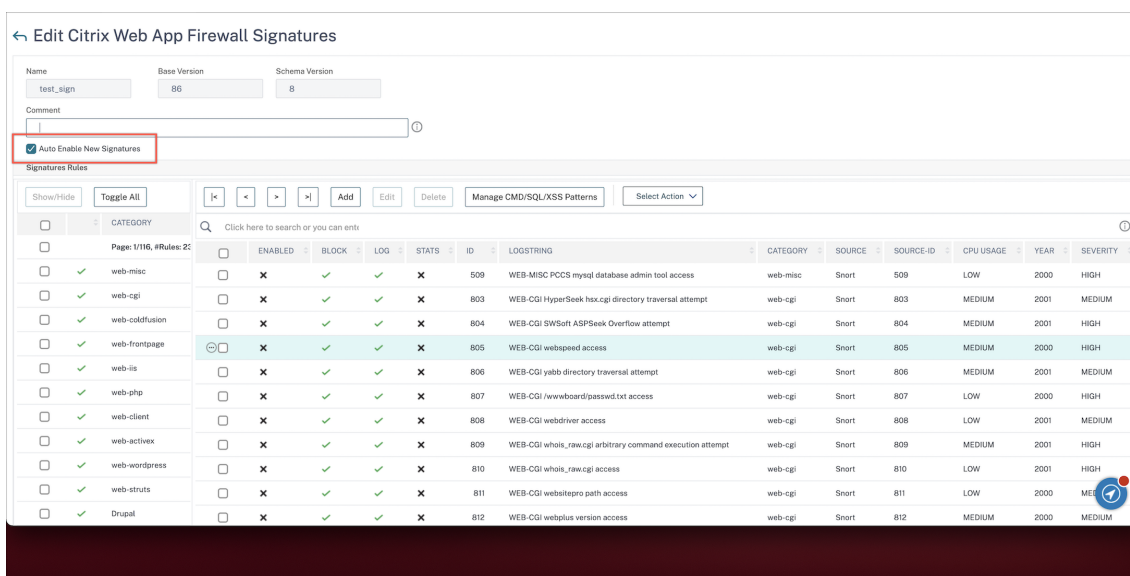 Edit Citrix Web App Firewall Signatures
Name Base Version Schema Version
test_sign 86 8
Comment
Auto Enable New Signatures
Signatures Rules
Show/Hide Toggle All |< < > >| Add Edit Delete Manage CMD/SQL/XSS Patterns Select Action
CATEGORY
Page: 1/116, #Rules: 23
web-misc
web-cgi
web-coldfusion
web-frontpage
web-iis
web-php
web-client
web-activex
web-wordpress
web-struts
Drupal
Click here to search or you can ente
ENABLED BLOCK LOG STATS ID LOGSTRING CATEGORY SOURCE SOURCE-ID CPU USAGE YEAR SEVERITY
509 WEB-MISC PCCS mysql database admin tool access web-misc Snort 509 LOW 2000 HIGH
803 WEB-CGI HyperSeek hsx.cgi directory traversal attempt web-cgi Snort 803 MEDIUM 2001 MEDIUM
804 WEB-CGI SWSoft ASPSeek Overflow attempt web-cgi Snort 804 MEDIUM 2001 HIGH
805 WEB-CGI webspeed access web-cgi Snort 805 MEDIUM 2000 HIGH
806 WEB-CGI yabb directory traversal attempt web-cgi Snort 806 MEDIUM 2001 MEDIUM
807 WEB-CGI /wwwboard/passwd.txt access web-cgi Snort 807 LOW 2000 HIGH
808 WEB-CGI webdriver access web-cgi Snort 808 LOW 2001 MEDIUM
809 WEB-CGI whois_raw.cgi arbitrary command execution attempt web-cgi Snort 809 MEDIUM 2001 HIGH
810 WEB-CGI whois_raw.cgi access web-cgi Snort 810 LOW 2001 HIGH
811 WEB-CGI websitepro path access web-cgi Snort 811 LOW 2000
812 WEB-CGI webplus version access web-cgi Snort 812 MEDIUM 2000 MEDIUM